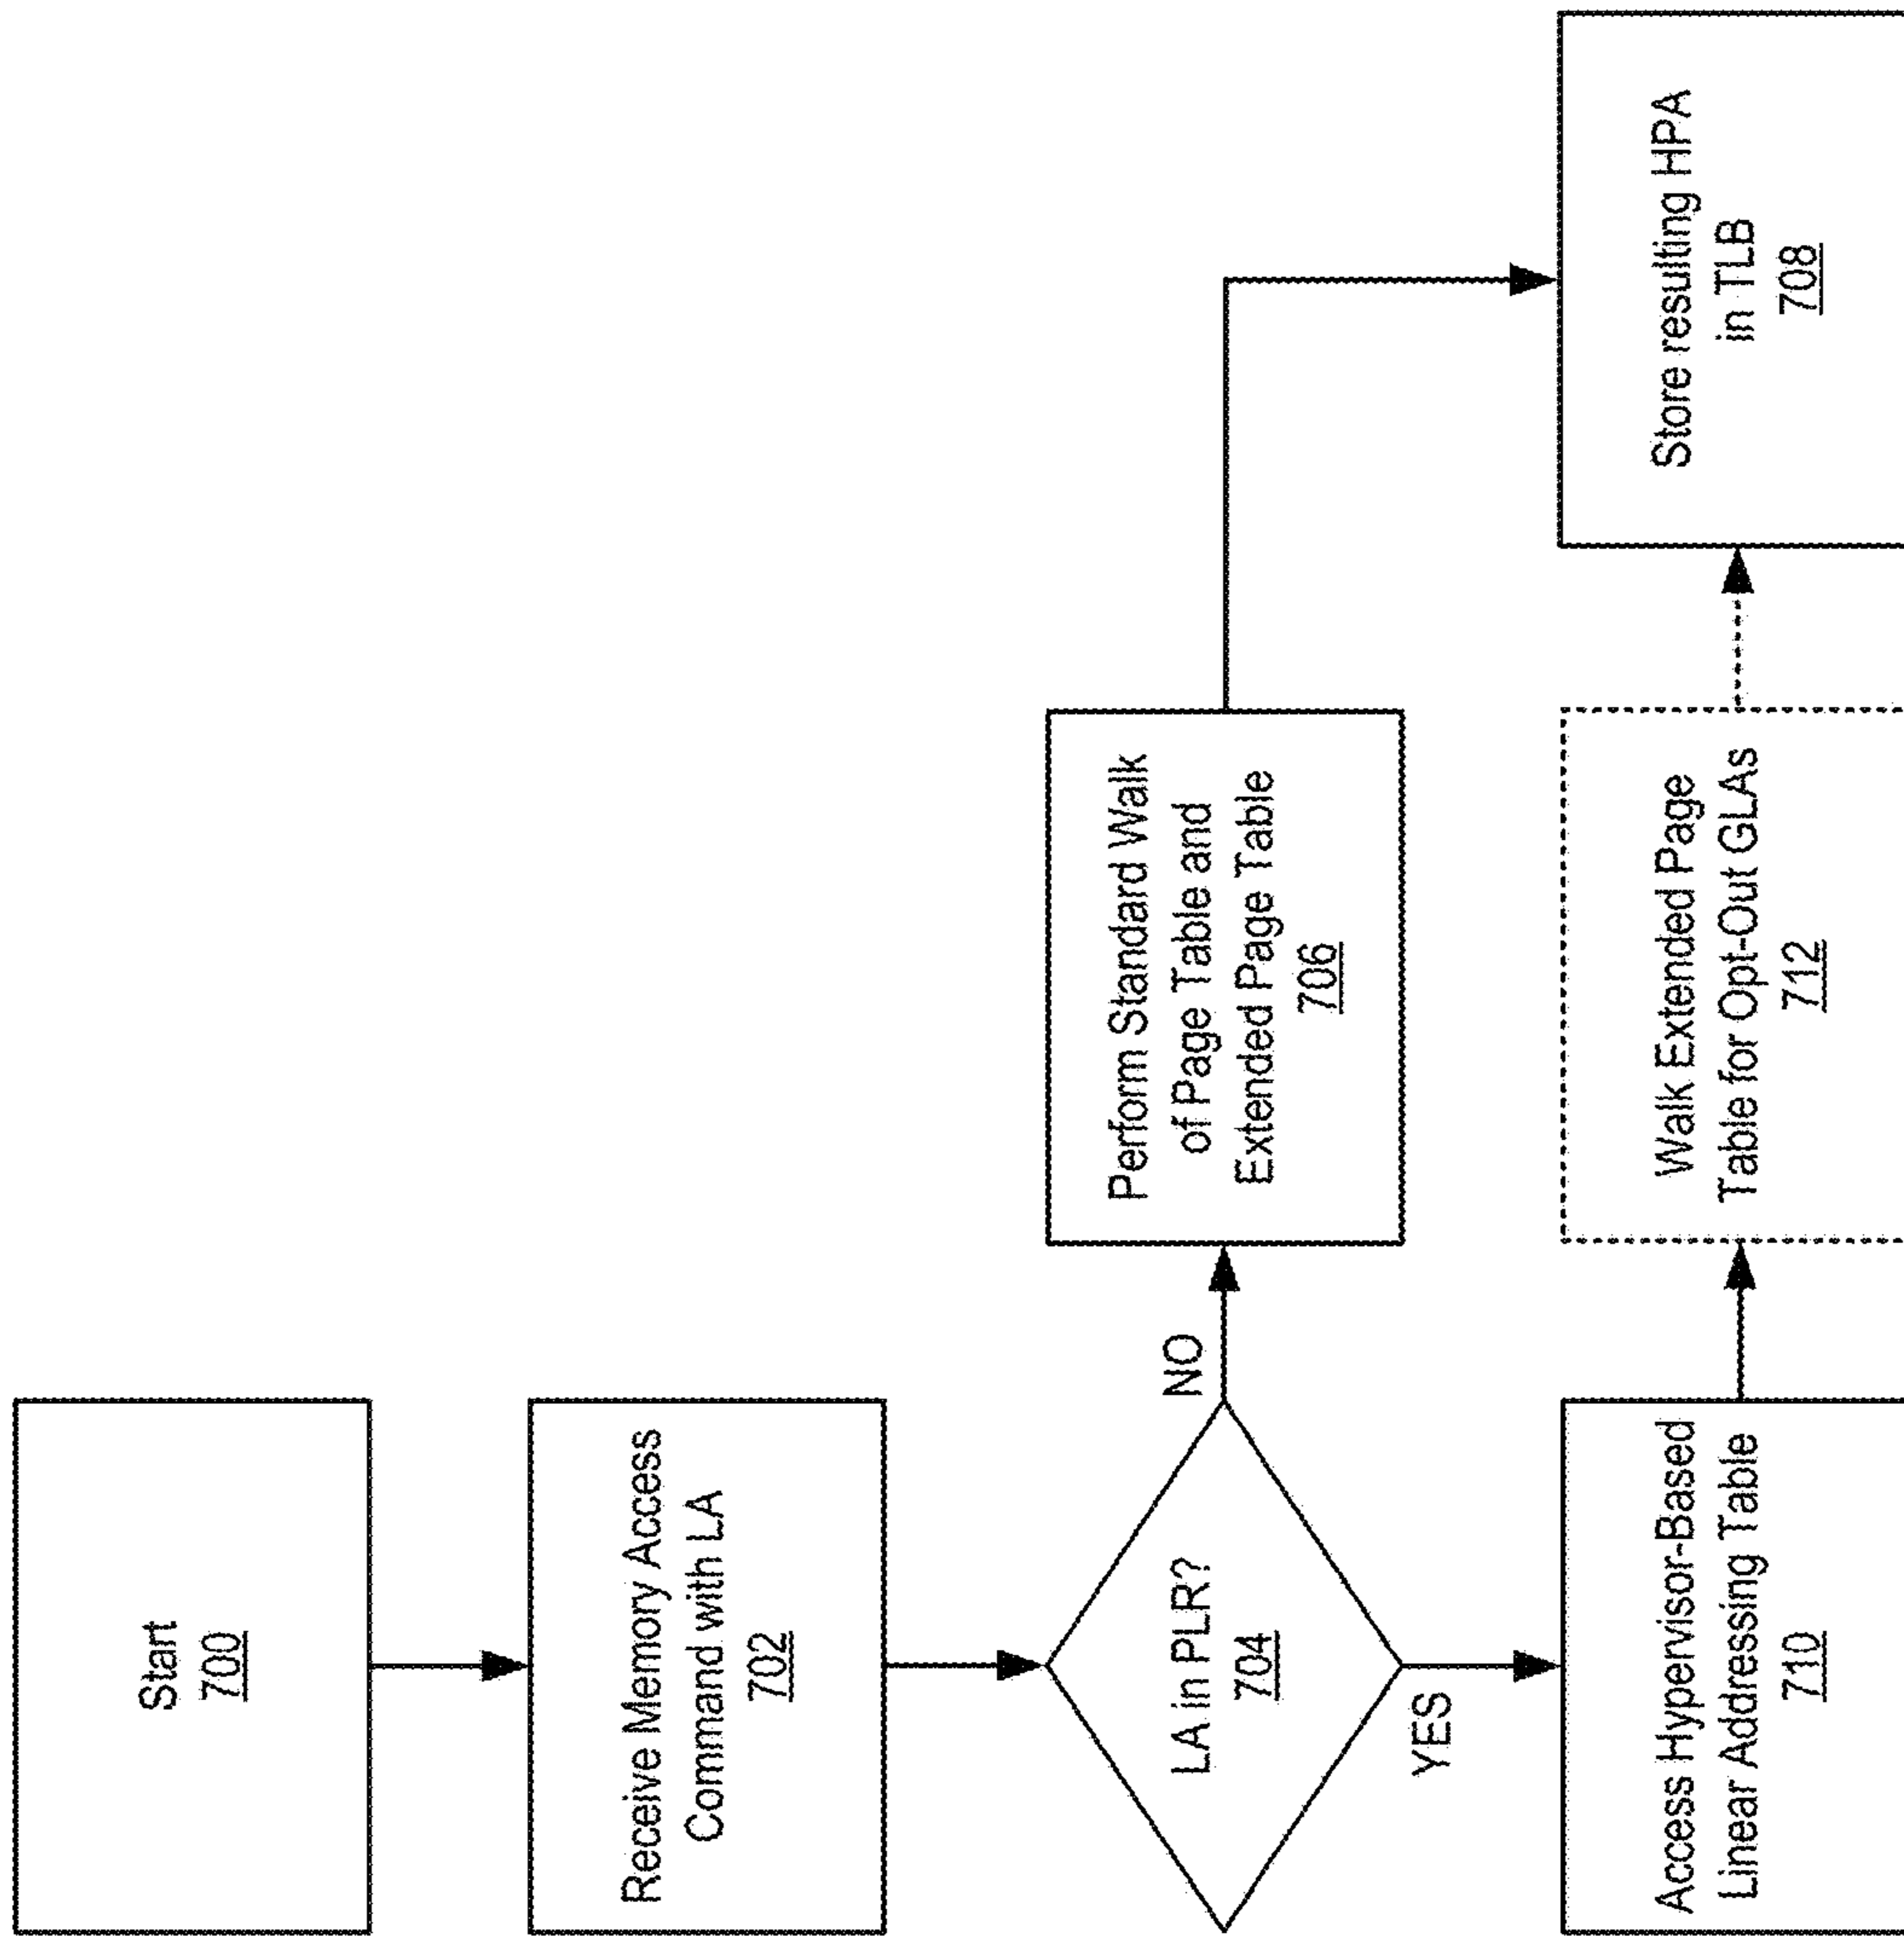 Start
700
Receive Memory Access
Command with LA
702
LA in PLR?
704
NO
YES
Perform Standard Walk
of Page Table and
Extended Page Table
706
Access Hypervisor-Based
Linear Addressing Table
710
Walk Extended Page
Table for Opt-Out GLAs
712
Store resulting HPA
in TLB
708